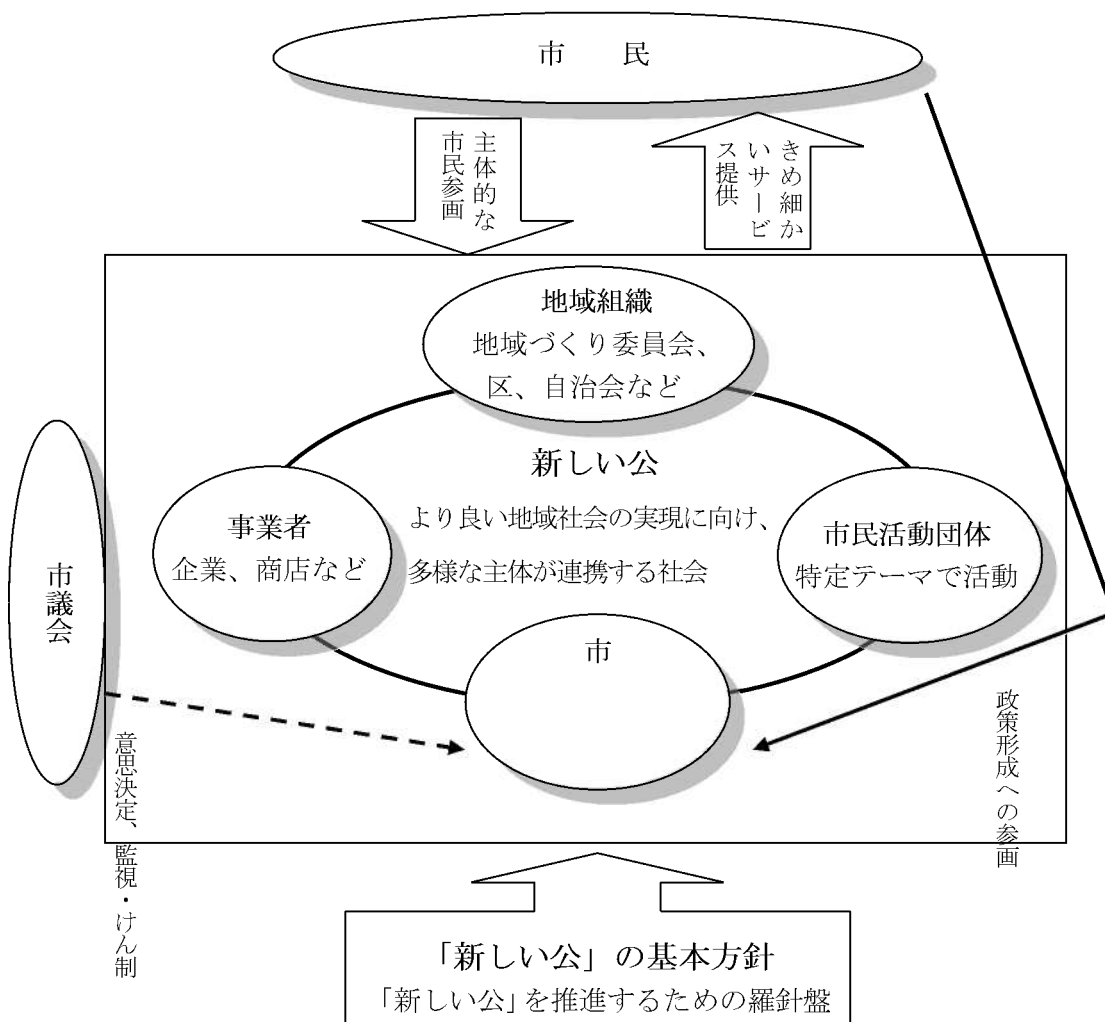 市　民
主体的な
市民参画
きめ細か
いサービ
ス提供
地域組織
地域づくり委員会、
区、自治会など
新しい公
より良い地域社会の実現に向け、
多様な主体が連携する社会
事業者
企業、商店など
市民活動団体
特定テーマで活動
市
市議会
意思決定、監視・けん制
政策形成への参画
「新しい公」の基本方針
「新しい公」を推進するための羅針盤